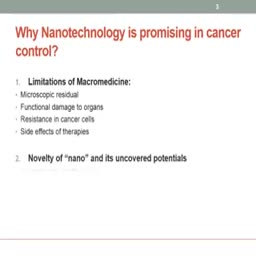 3
Why Nanotechnology is promising in cancer
control?
1. Limitations of Macromedicine:
• Microscopic residual
• Functional damage to organs
• Resistance in cancer cells
• Side effects of therapies
2. Novelty of “nano” and its uncovered potentials